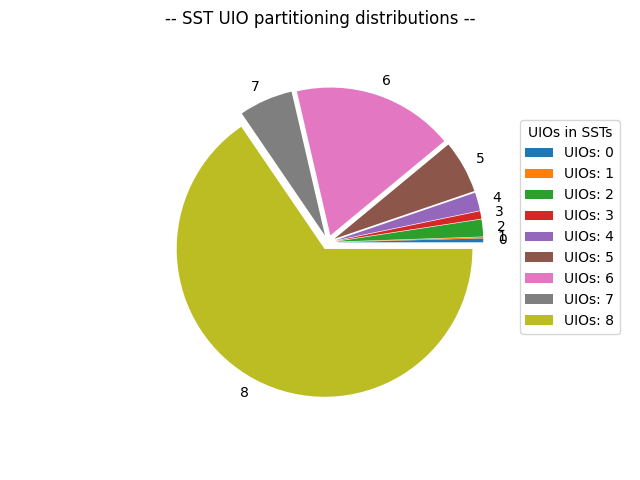 -- SST UIO partitioning distributions --
7
6
5
4
3
2
1
0
8
UIOs in SSTs
UIOs: 0
UIOs: 1
UIOs: 2
UIOs: 3
UIOs: 4
UIOs: 5
UIOs: 6
UIOs: 7
UIOs: 8